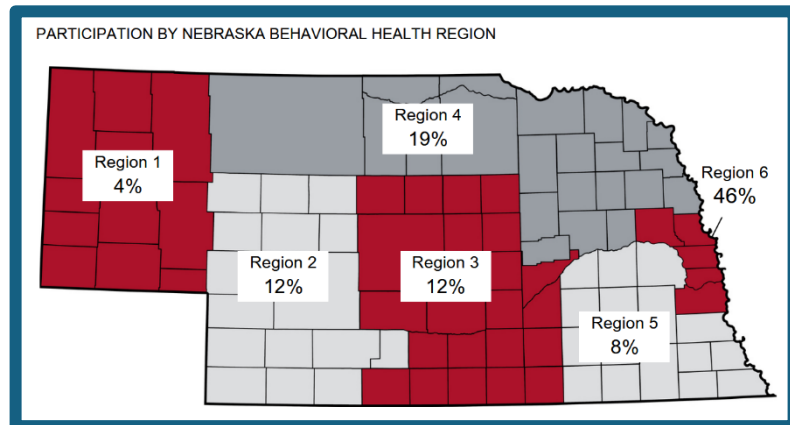 PARTICIPATION BY NEBRASKA BEHAVIORAL HEALTH REGION
Region 4
19%
Region 1
4%
Region 6
46%
Region 2
12%
Region 3
12%
Region 5
8%